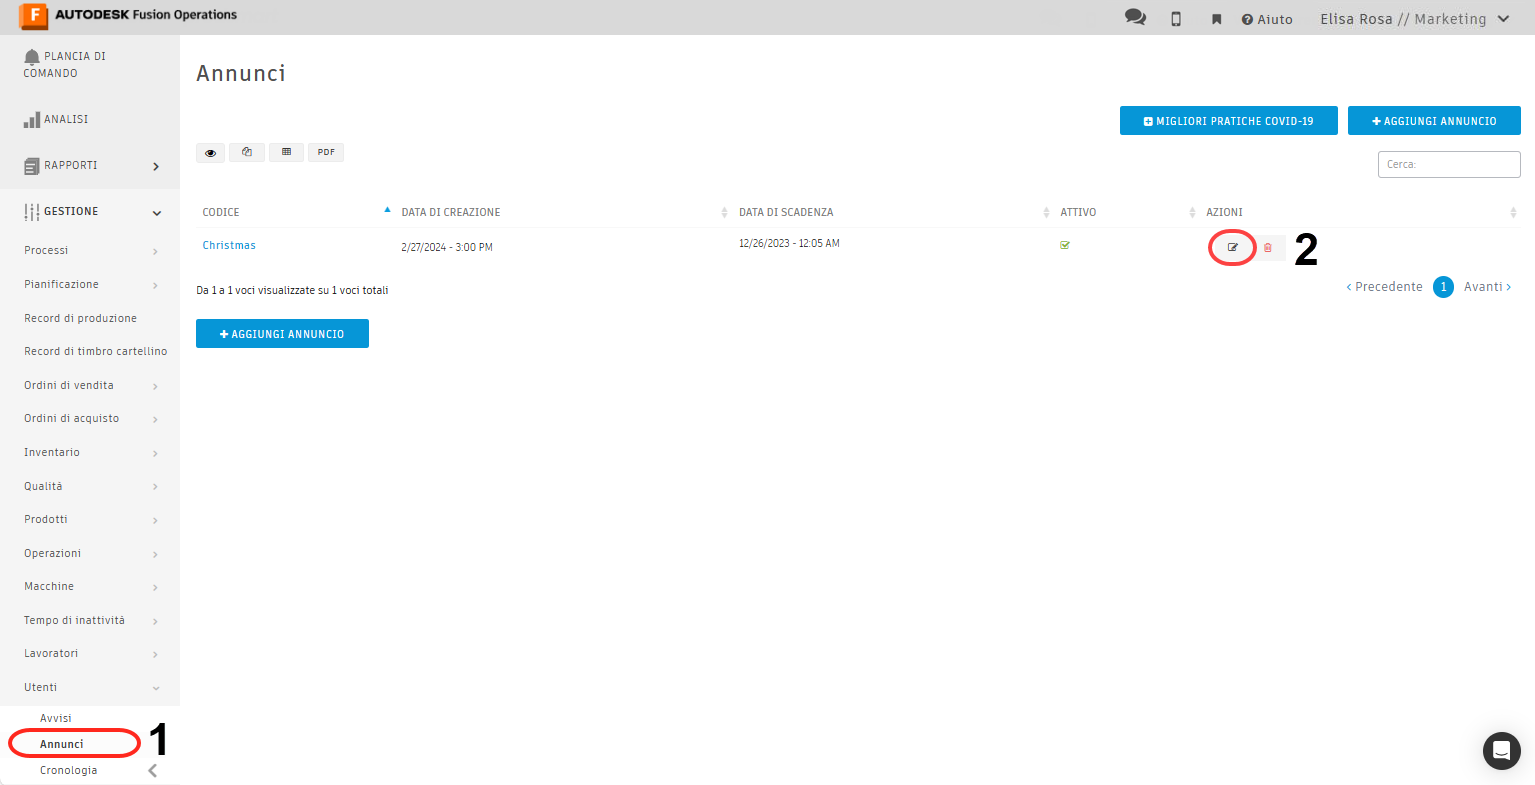 AUTODESK Fusion Operations
Aiuto
Elisa Rosa // Marketing
PLANCIA DI
COMANDO
ANALISI
RAPPORTI
GESTIONE
Processi
Pianificazione
Record di produzione
Record di timbro cartellino
Ordini di vendita
Ordini di acquisto
Inventario
Qualità
Prodotti
Operazioni
Macchine
Tempo di inattività
Lavoratori
Utenti
Avvisi
Annunci
1
Cronologia
Annunci
MIGLIORI PRATICHE COVID-19
AGGIUNGI ANNUNCIO
PDF
Cerca:
CODICE DATA DI CREAZIONE DATA DI SCADENZA ATTIVO AZIONI
Christmas 2/27/2024 - 3:00 PM 12/26/2023 - 12:05 AM
2
Da 1 a 1 voci visualizzate su 1 voci totali
Precedente 1 Avanti
AGGIUNGI ANNUNCIO